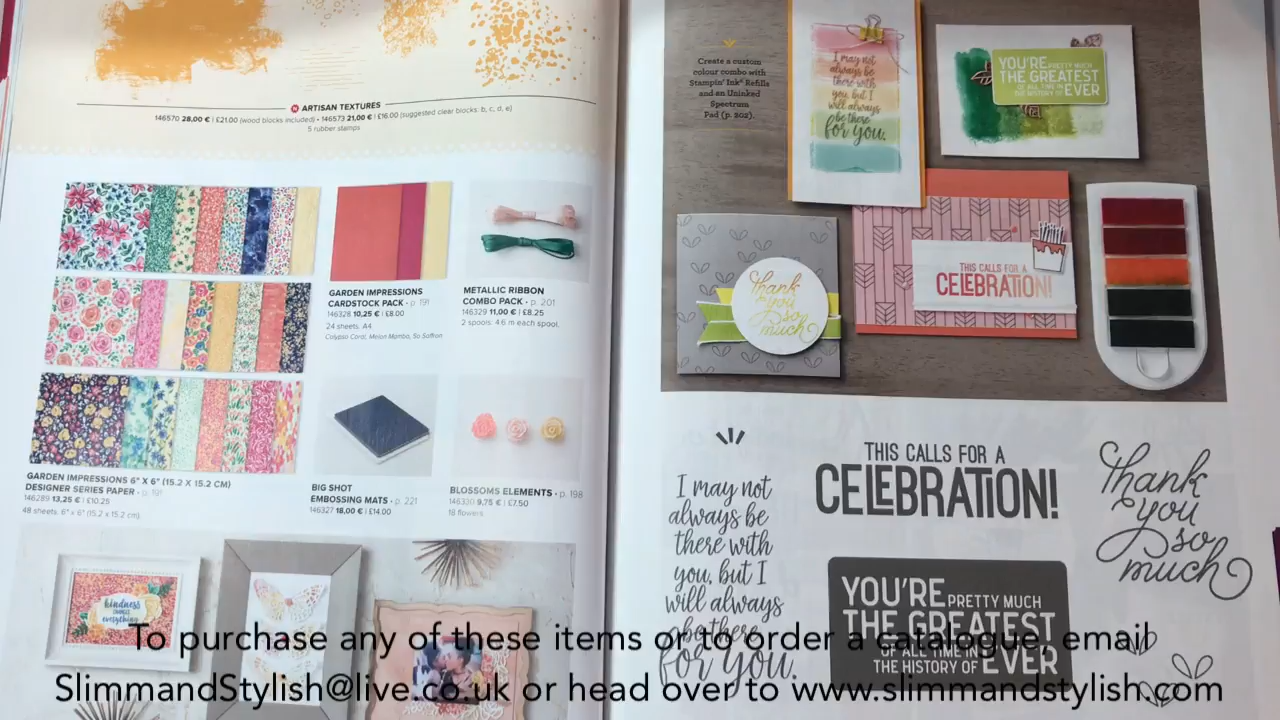 ARTISAN TEXTURES
146570 28,00 € | £21.00 (wood blocks included) • 146573 21,00 € | £16.00 (suggested clear blocks: b, c, d, e)
5 rubber stamps
GARDEN IMPRESSIONS
CARDSTOCK PACK • p. 191
146328 10,25 € | £8.00
24 sheets. A4
Calypso Coral, Melon Mambo, So Saffron
METALLIC RIBBON
COMBO PACK • p. 201
146329 11,00 € | £8.25
2 spools. 4.6 m each spool.
GARDEN IMPRESSIONS 6" X 6" (15.2 X 15.2 CM)
DESIGNER SERIES PAPER • p. 191
146289 13,25 € | £10.25
48 sheets: 6" x 6" (15.2 x 15.2 cm)
BIG SHOT
EMBOSSING MATS • p. 221
146327 18,00 € | £14.00
BLOSSOMS ELEMENTS • p. 198
146330 9,75 € | £7.50
18 flowers
kindness
changes
everything
Create a custom
colour combo with
Stampin' Ink® Refills
and an Uninked
Spectrum
Pad (p. 202).
I may not
always be
there with
you, but I
will always
be there
for you.
YOU'RE PRETTY MUCH
THE GREATEST
OF ALL TIME IN
THE HISTORY OF EVER
thank
you
so
much
THIS CALLS FOR A
CELEBRATION!
I may not
always be
there with
you, but I
will always
be there
for you.
THIS CALLS FOR A
CELEBRATION!
YOU'RE PRETTY MUCH
THE GREATEST
OF ALL TIME IN
THE HISTORY OF EVER
thank
you
so
much
To purchase any of these items or to order a catalogue, email
SlimmandStylish@live.co.uk or head over to www.slimmandstylish.com